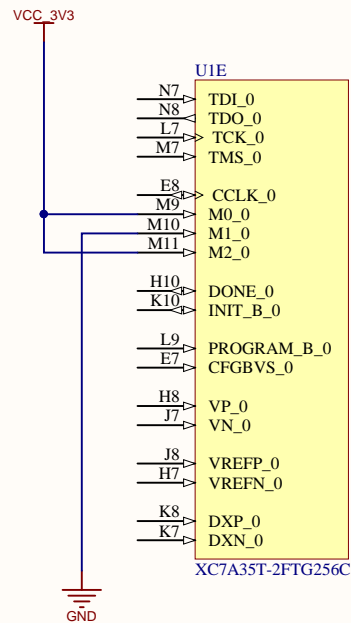 VCC_3V3
U1E
N7 TDI_0
N8 TDO_0
L7 TCK_0
M7 TMS_0
E8 CCLK_0
M9 M0_0
M10 M1_0
M11 M2_0
H10 DONE_0
K10 INIT_B_0
L9 PROGRAM_B_0
E7 CFGBVS_0
H8 VP_0
J7 VN_0
J8 VREFP_0
H7 VREFN_0
K8 DXP_0
K7 DXN_0
XC7A35T-2FTG256C
GND